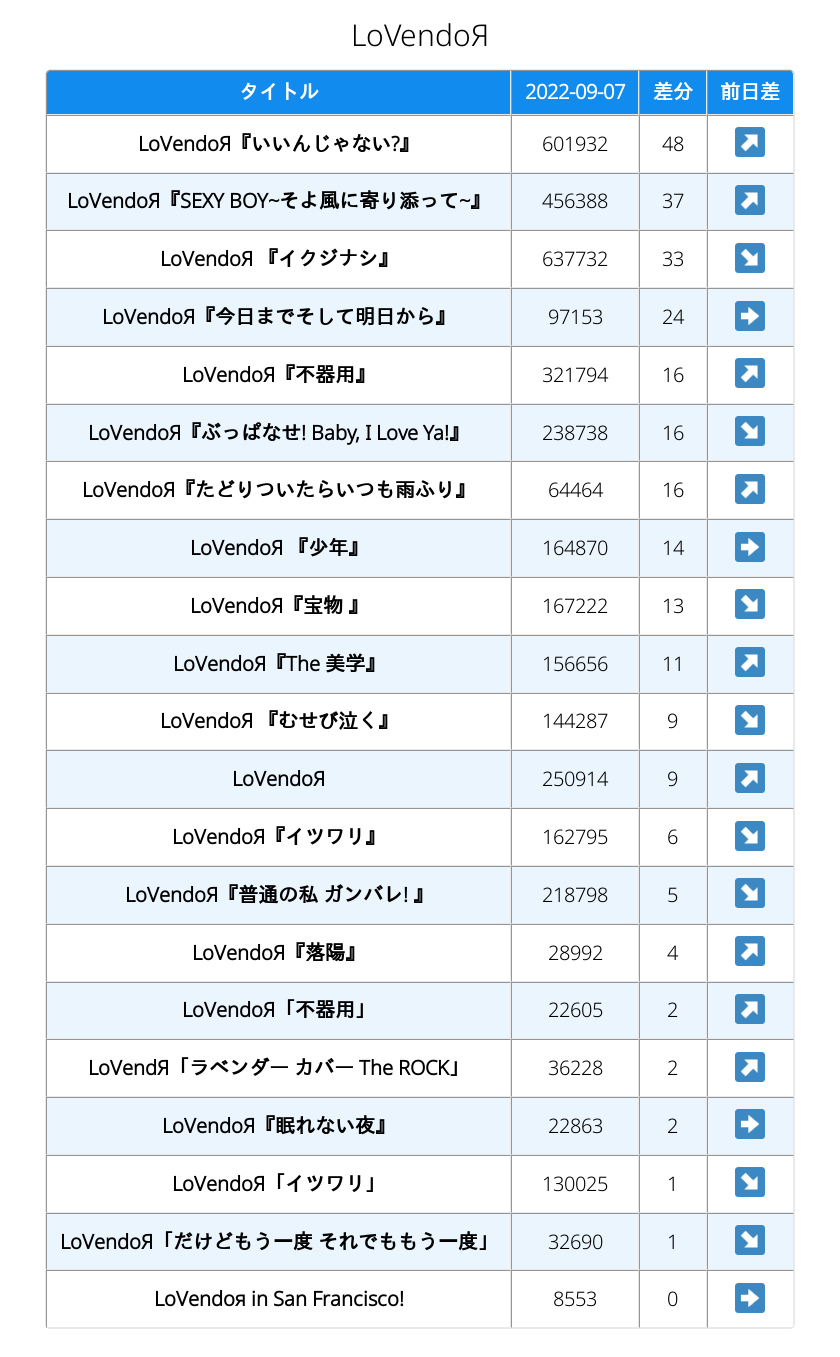 LoVendoЯ
タイトル 2022-09-07 差分 前日差
LoVendoЯ『いいんじゃない?』 601932 48
LoVendoЯ『SEXY BOY~そよ風に寄り添って~』 456388 37
LoVendoЯ 『イクジナシ』 637732 33
LoVendoЯ『今日までそして明日から』 97153 24
LoVendoЯ『不器用』 321794 16
LoVendoЯ『ぶっぱなせ! Baby, I Love Ya!』 238738 16
LoVendoЯ『たどりついたらいつも雨ふり』 64464 16
LoVendoЯ 『少年』 164870 14
LoVendoЯ『宝物 』 167222 13
LoVendoЯ『The 美学』 156656 11
LoVendoЯ 『むせび泣く』 144287 9
LoVendoЯ 250914 9
LoVendoЯ『イツワリ』 162795 6
LoVendoЯ『普通の私 ガンバレ! 』 218798 5
LoVendoЯ『落陽』 28992 4
LoVendoЯ「不器用」 22605 2
LoVendЯ「ラベンダー カバー The ROCK」 36228 2
LoVendoЯ『眠れない夜』 22863 2
LoVendoЯ「イツワリ」 130025 1
LoVendoЯ「だけどもう一度 それでももう一度」 32690 1
LoVendoя in San Francisco! 8553 0